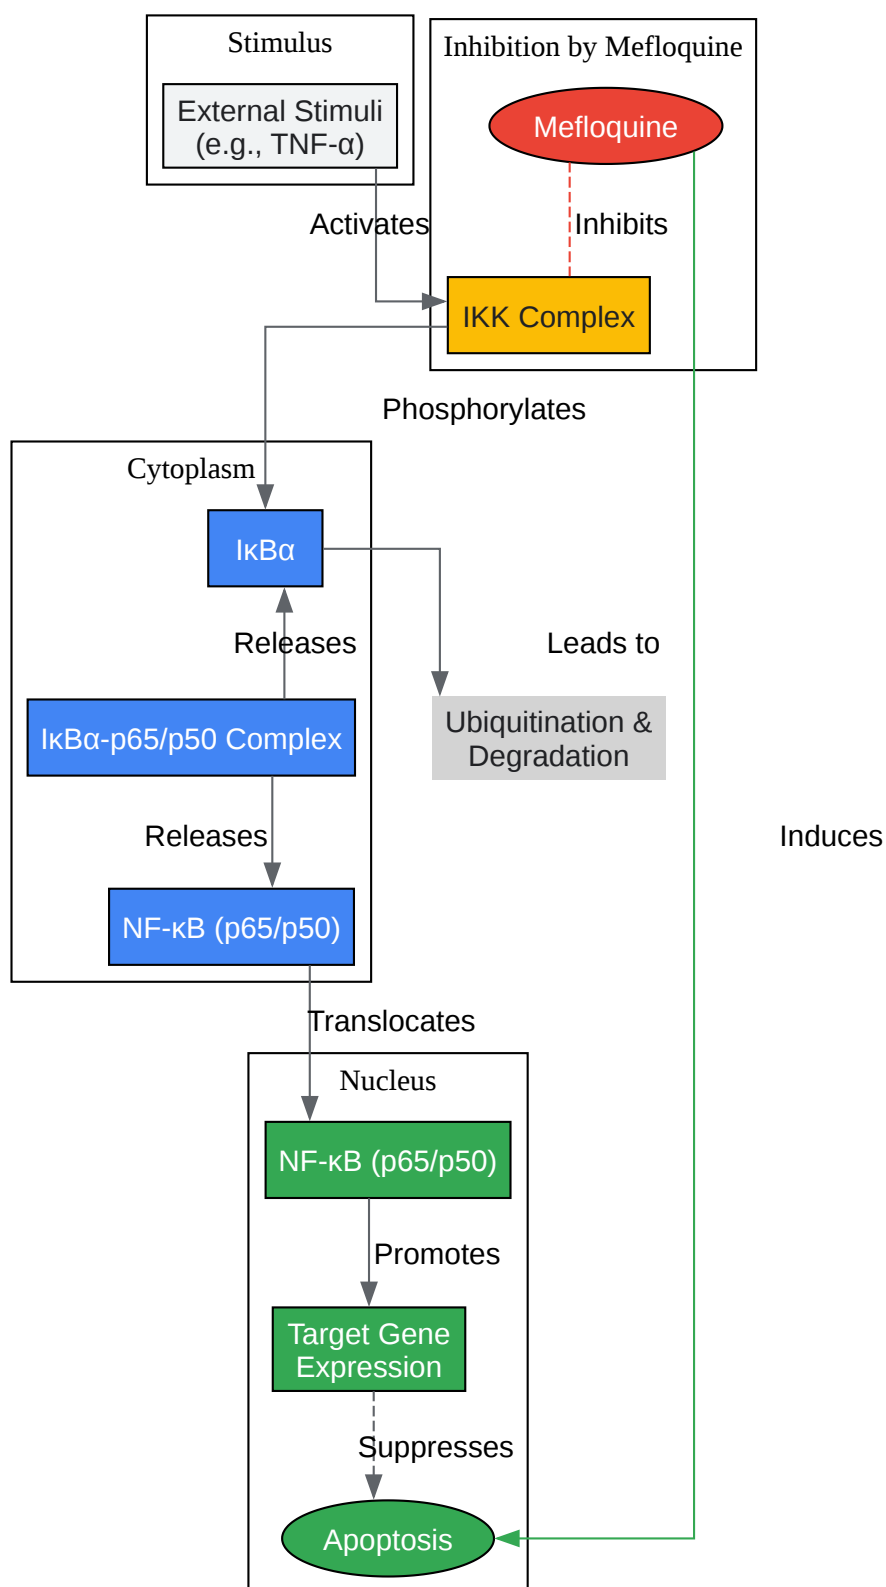 Stimulus
Inhibition by Mefloquine
External Stimuli
(e.g., TNF-α)
Mefloquine
Activates
Inhibits
IKK Complex
Phosphorylates
Cytoplasm
IκBα
Releases
Leads to
IκBα-p65/p50 Complex
Ubiquitination &
Degradation
Releases
Induces
NF-κB (p65/p50)
Translocates
Nucleus
NF-κB (p65/p50)
Promotes
Target Gene
Expression
Suppresses
Apoptosis